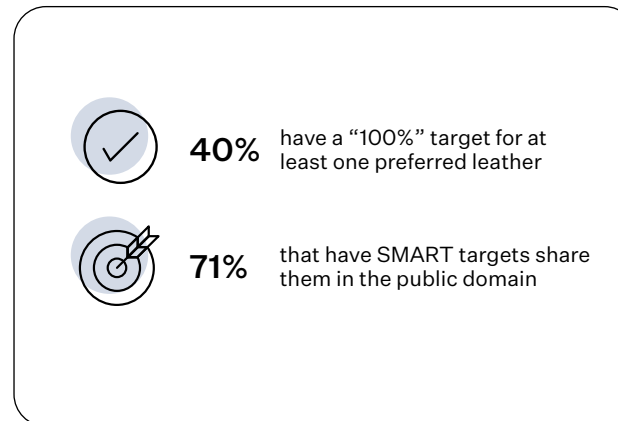 40%
have a “100%” target for at
least one preferred leather
71%
that have SMART targets share
them in the public domain